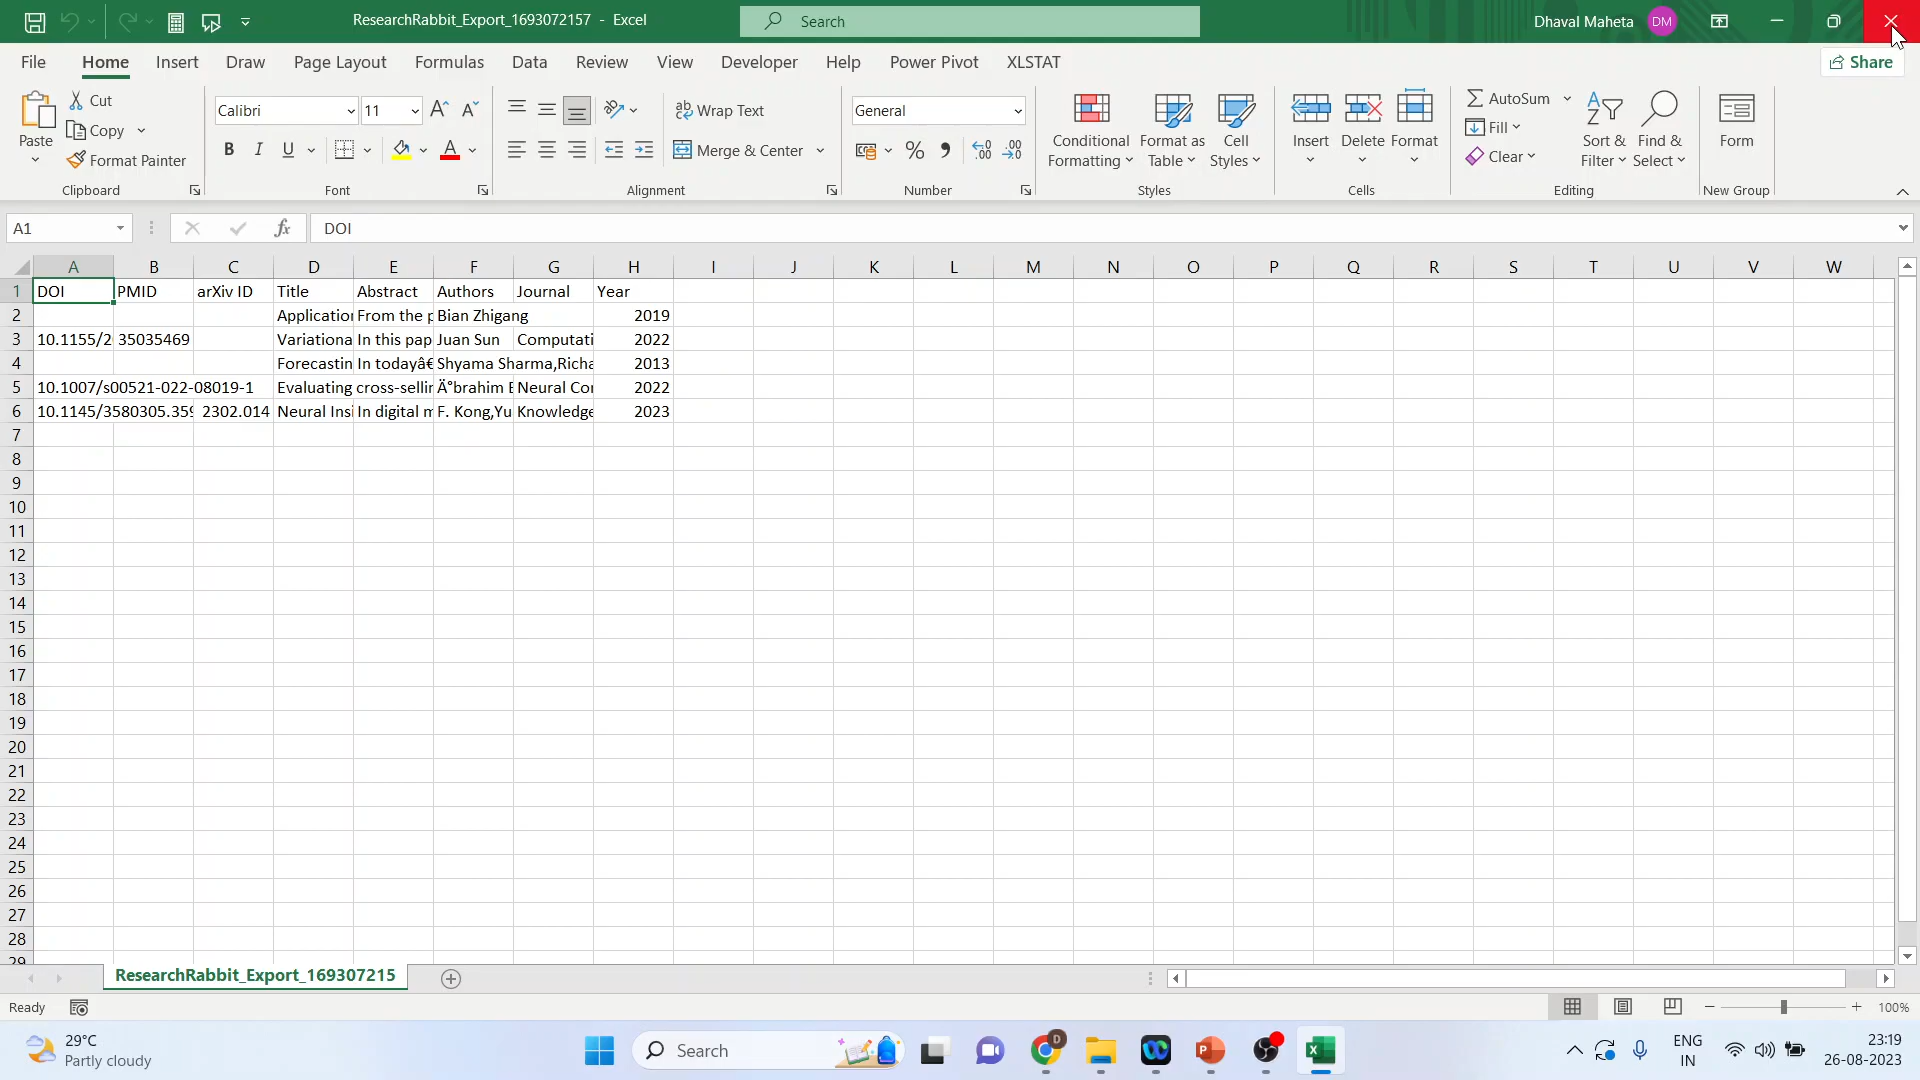 ResearchRabbit_Export_1693072157 - Excel
Search
Dhaval Maheta DM
File Home Insert Draw Page Layout Formulas Data Review View Developer Help Power Pivot XLSTAT Share
Paste Cut
Copy
Format Painter
Clipboard
Calibri 11
B I U A
Font
Wrap Text
Merge & Center
Alignment
General
% , .00 .00
Number
Conditional Formatting
Format as Table
Cell Styles
Styles
Insert Delete Format
Cells
AutoSum
Fill
Clear
Sort & Filter
Find & Select
Editing
Form
New Group
A1 fx DOI
A B C D E F G H I J K L M N O P Q R S T U V W
1 DOI PMID arXiv ID Title Abstract Authors Journal Year
2 Application From the p Bian Zhigang 2019
3 10.1155/2 35035469 Variationa In this pap Juan Sun Computati 2022
4 Forecastin In todayâ€ Shyama Sharma,Richa 2013
5 10.1007/s00521-022-08019-1 Evaluating cross-sellin Ä°brahim E Neural Cor 2022
6 10.1145/3580305.359 2302.014 Neural Insi In digital m F. Kong,Yu Knowledge 2023
7
8
9
10
11
12
13
14
15
16
17
18
19
20
21
22
23
24
25
26
27
28
29
ResearchRabbit_Export_169307215
Ready 100%
29°C
Partly cloudy
Search
ENG
IN
23:19
26-08-2023